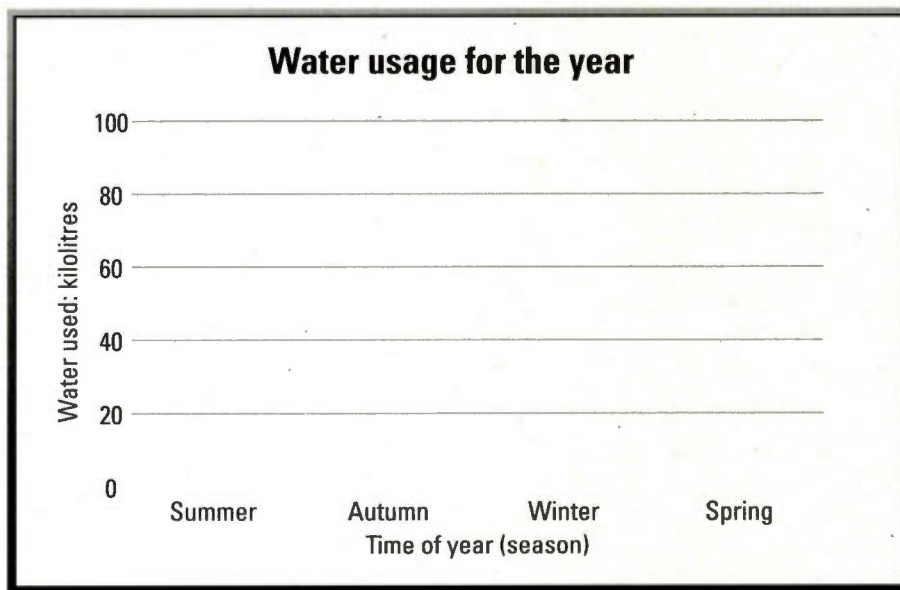 Water usage for the year
100
80
60
40
20
0
Water used: kilolitres
Summer Autumn Winter Spring
Time of year (season)